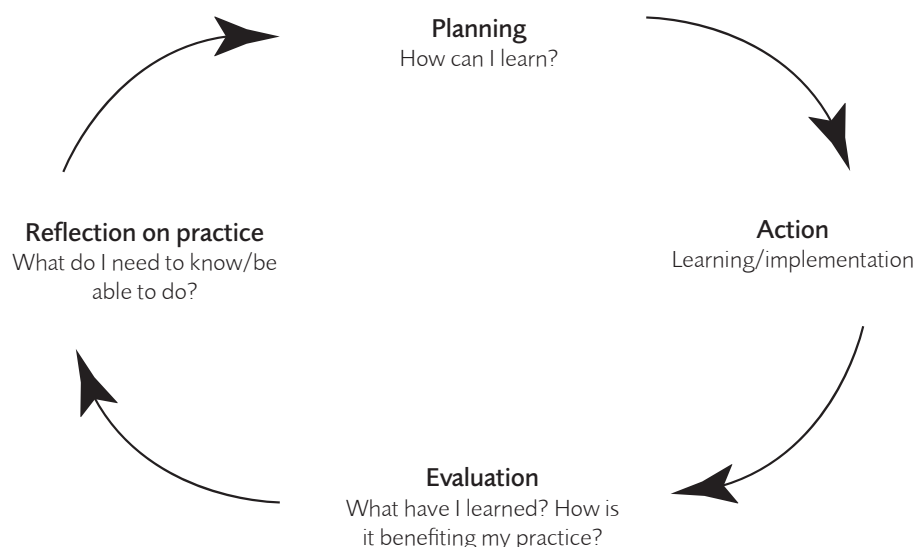 Planning
How can I learn?
Reflection on practice
What do I need to know/be
able to do?
Action
Learning/implementation
Evaluation
What have I learned? How is
it benefiting my practice?